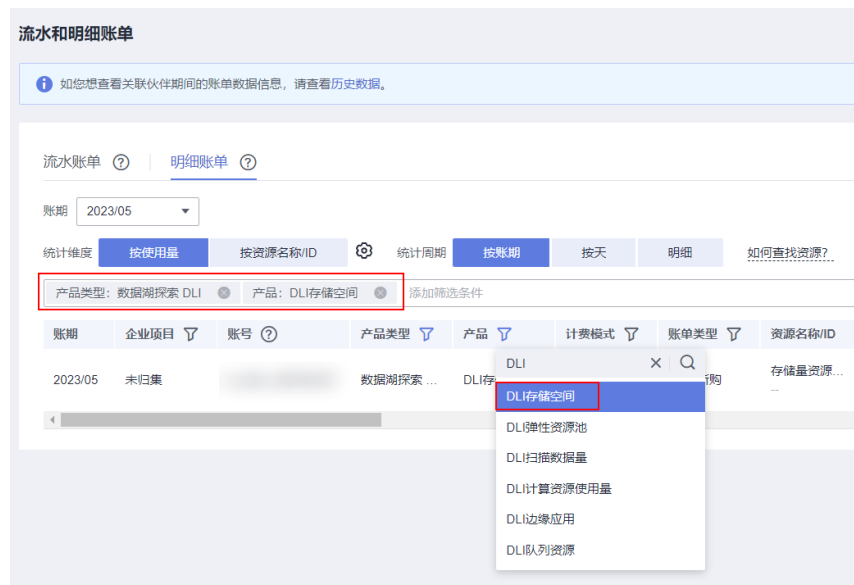 流水和明细账单
如您想查看关联伙伴期间的账单数据信息，请查看历史数据。
流水账单 明细账单
账期 2023/05
统计维度 按使用量 按资源名称/ID 统计周期 按账期 按天 明细 如何查找资源?
产品类型：数据湖探索 DLI 产品：DLI存储空间 添加筛选条件
账期 企业项目 账号 产品类型 产品 计费模式 账单类型 资源名称/ID
2023/05 未归集 数据湖探索 ... DLI存 购 存储量资源...
--
DLI
DLI存储空间
DLI弹性资源池
DLI扫描数据量
DLI计算资源使用量
DLI边缘应用
DLI队列资源